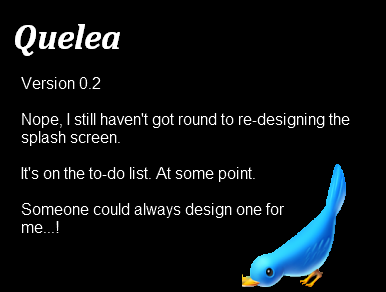 Quelea
Version 0.2
Nope, I still haven't got round to re-designing the
splash screen.
It's on the to-do list. At some point.
Someone could always design one for
me...!